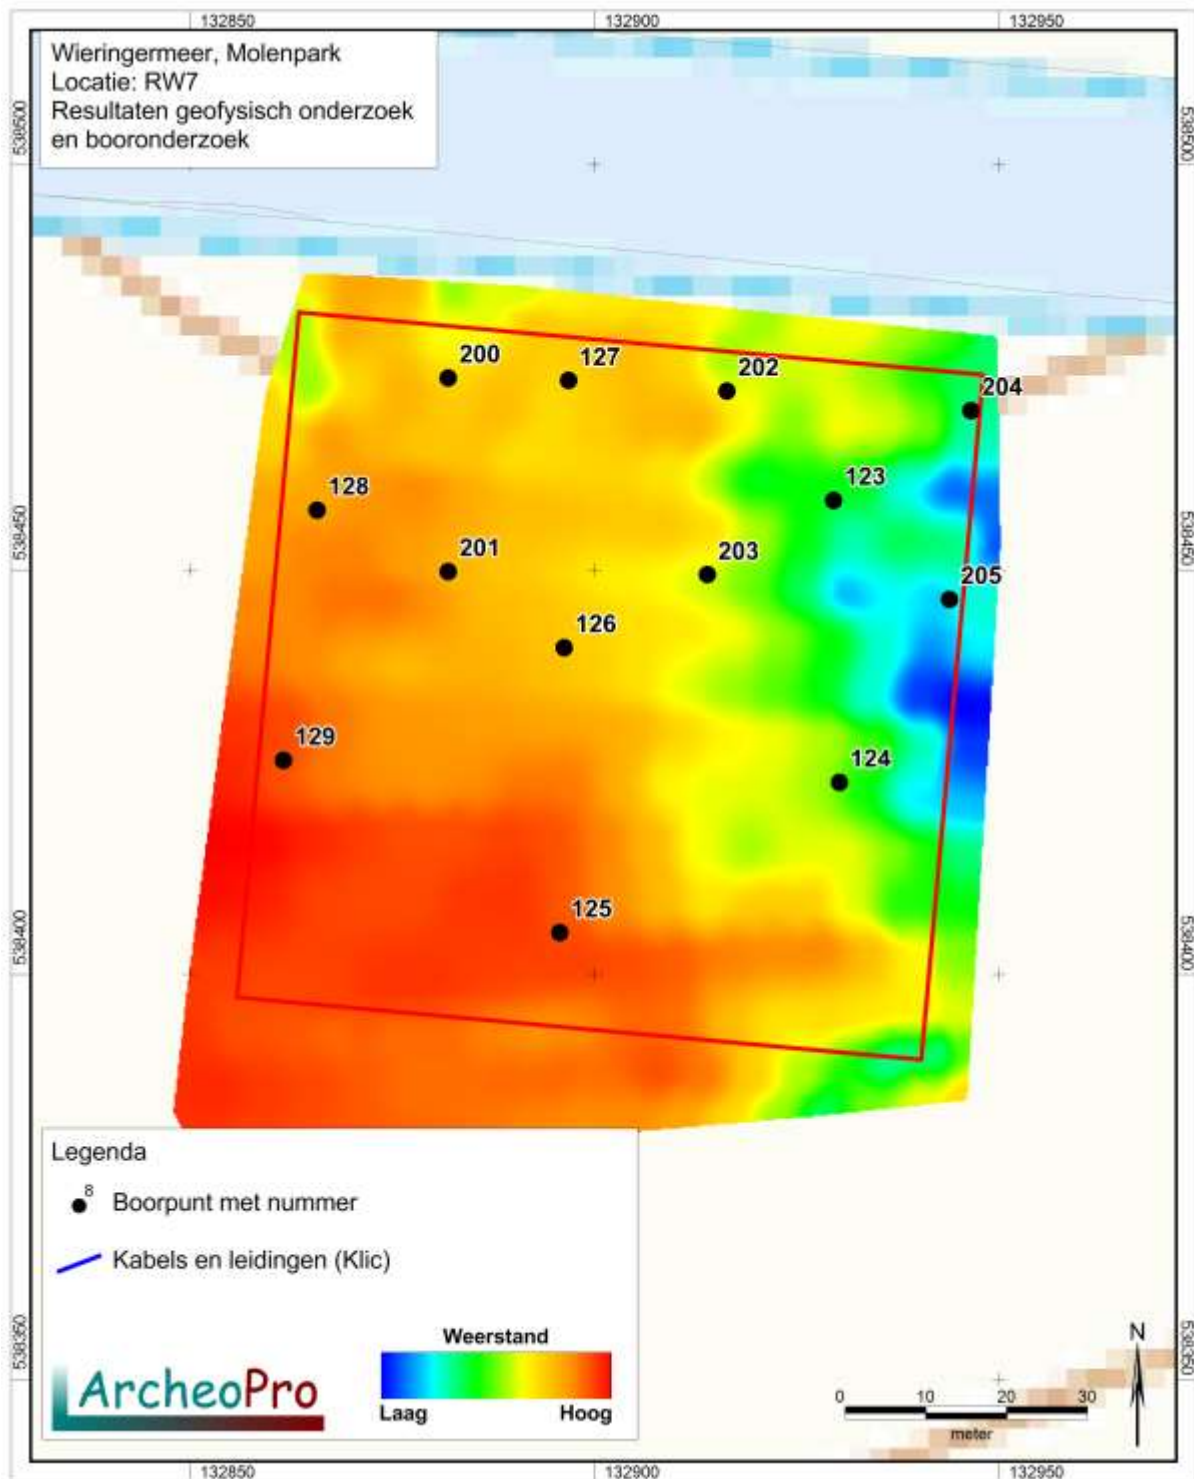 132850
132900
132950
Wieringermeer, Molenpark
Locatie: RW7
Resultaten geofysisch onderzoek
en booronderzoek
538500
538500
200
127
202
204
128
123
538450
538450
201
203
205
126
129
124
125
538400
538400
Legenda
8
Boorpunt met nummer
Kabels en leidingen (Klic)
Weerstand
Laag
Hoog
ArcheoPro
N
538350
538350
0
10
20
30
meter
132850
132900
132950